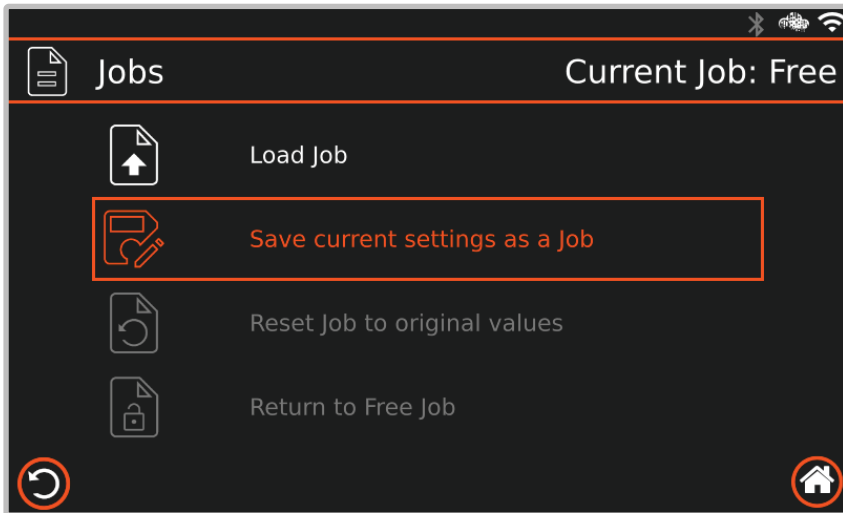 Jobs
Current Job: Free
Load Job
Save current settings as a Job
Reset Job to original values
Return to Free Job